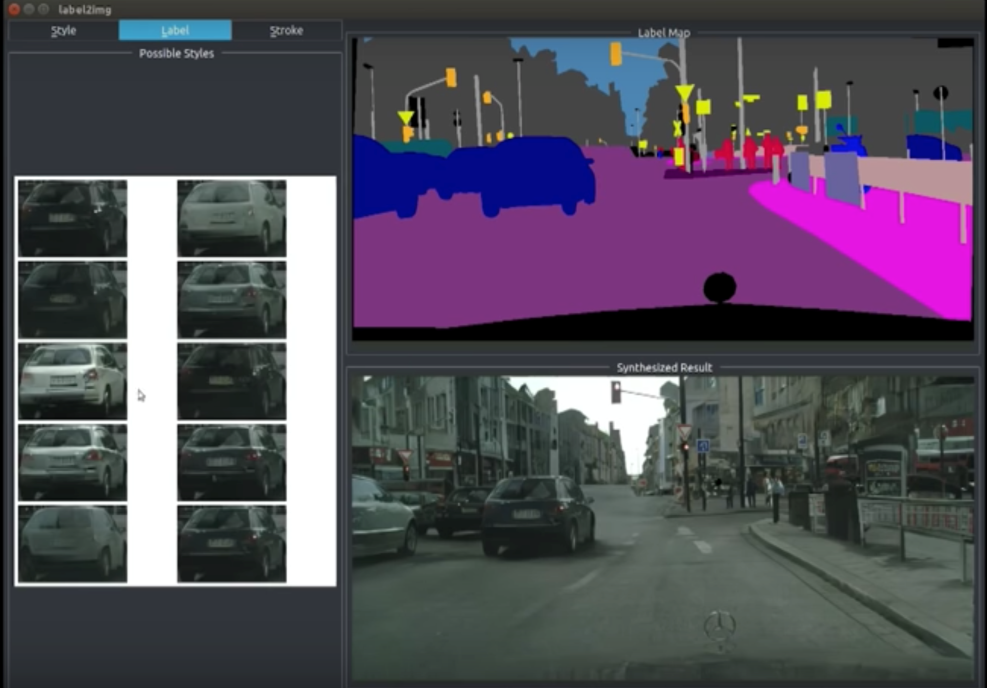 label2img
Style
Label
Stroke
Possible Styles
Label Map
Synthesized Result